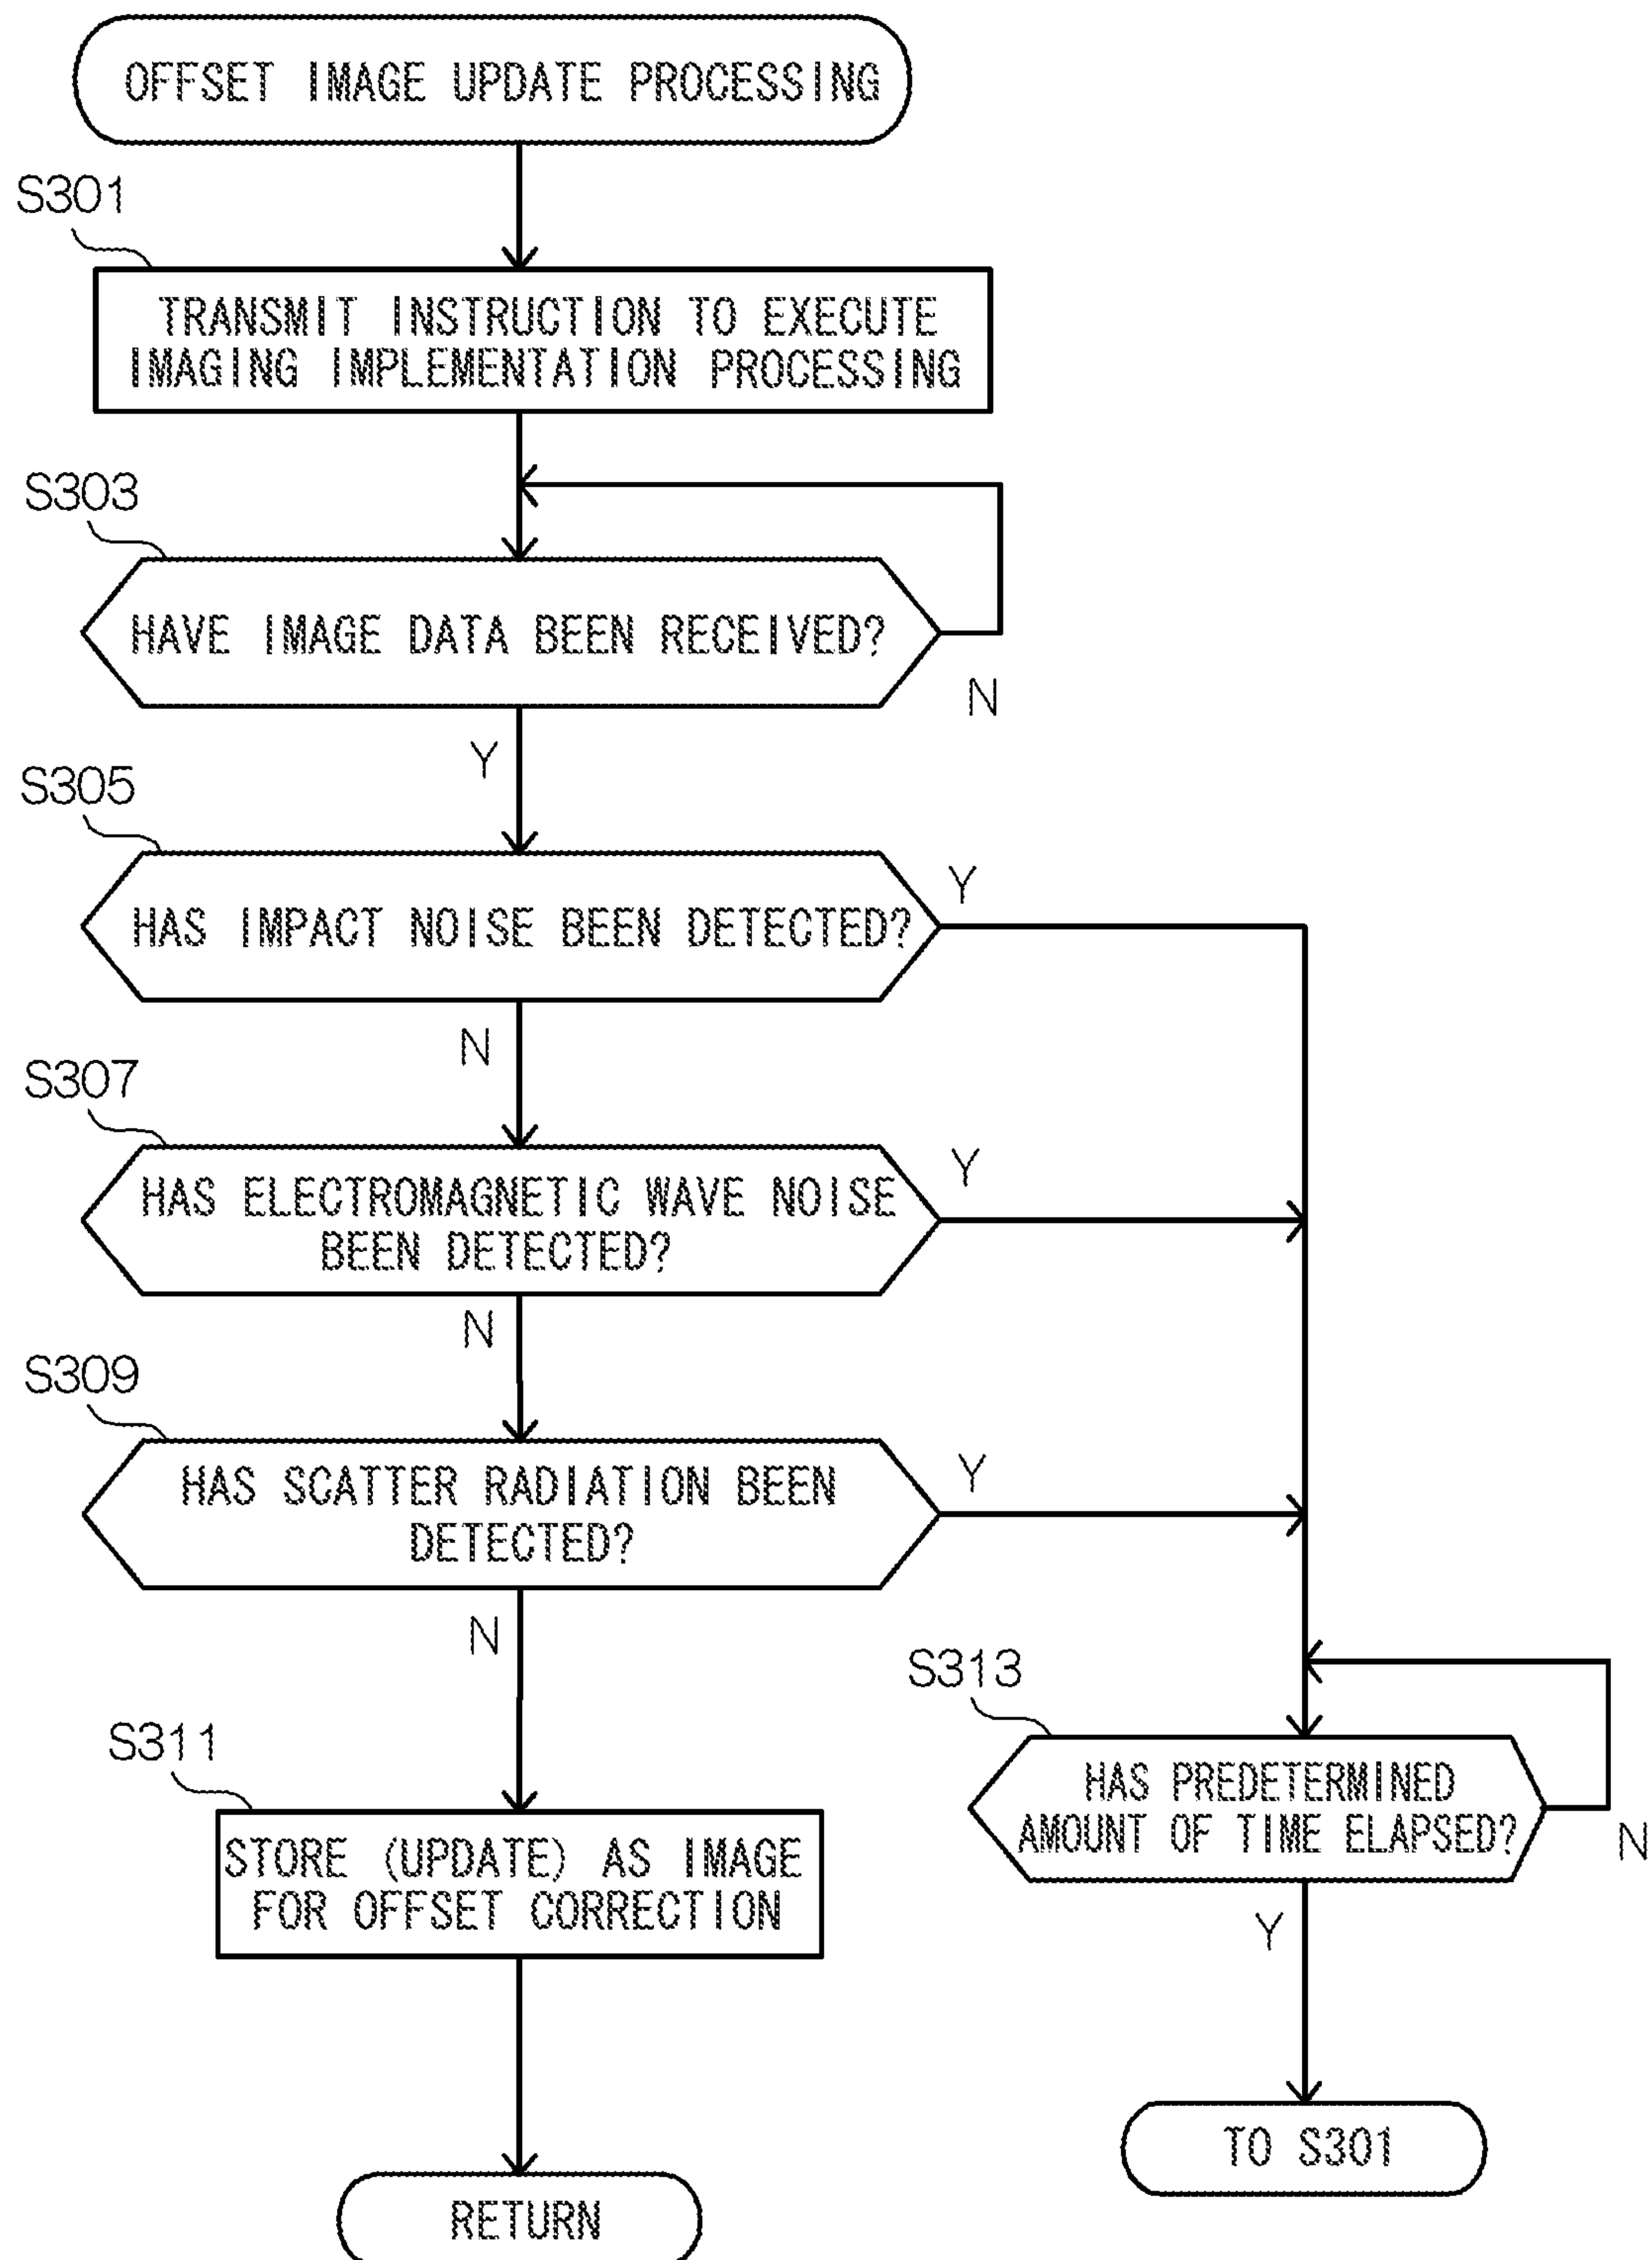 OFFSET IMAGE UPDATE PROCESSING
S301
TRANSMIT INSTRUCTION TO EXECUTE
IMAGING IMPLEMENTATION PROCESSING
S303
HAVE IMAGE DATA BEEN RECEIVED?
N
Y
S305
HAS IMPACT NOISE BEEN DETECTED?
Y
N
S307
HAS ELECTROMAGNETIC WAVE NOISE
BEEN DETECTED?
Y
N
S309
HAS SCATTER RADIATION BEEN
DETECTED?
Y
N
S311
STORE (UPDATE) AS IMAGE
FOR OFFSET CORRECTION
S313
HAS PREDETERMINED
AMOUNT OF TIME ELAPSED?
N
Y
TO S301
RETURN